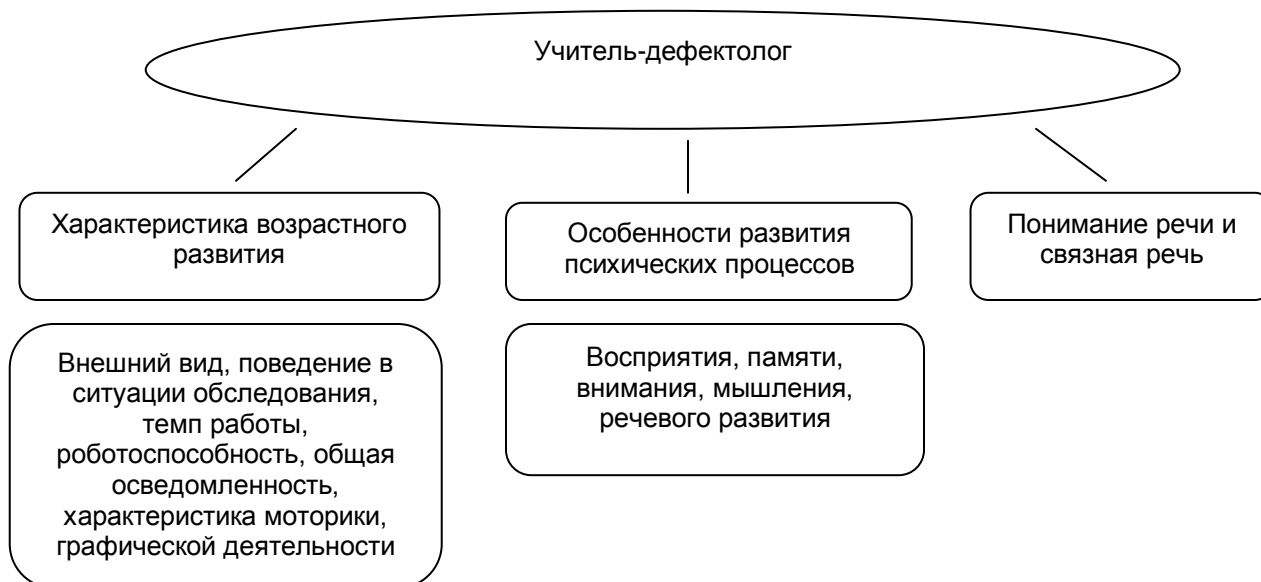 Учитель-дефектолог
Характеристика возрастного
развития
Особенности развития
психических процессов
Понимание речи и
связная речь
Внешний вид, поведение в
ситуации обследования,
темп работы,
роботоспособность, общая
осведомленность,
характеристика моторики,
графической деятельности
Восприятия, памяти,
внимания, мышления,
речевого развития